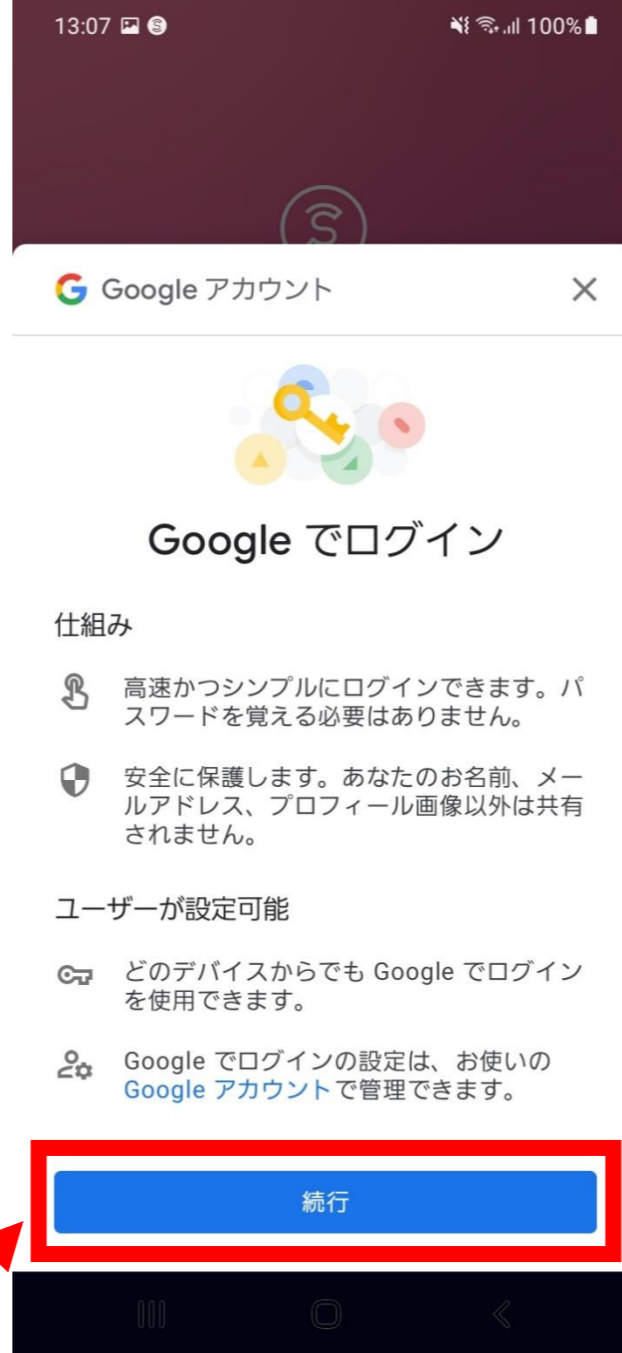 13:07
100%
Google アカウント
Google でログイン
仕組み
高速かつシンプルにログインできます。パ
スワードを覚える必要はありません。
安全に保護します。あなたのお名前、メー
ルアドレス、プロフィール画像以外は共有
されません。
ユーザーが設定可能
どのデバイスからでも Google でログイン
を使用できます。
Google でログインの設定は、お使いの
Google アカウントで管理できます。
続行